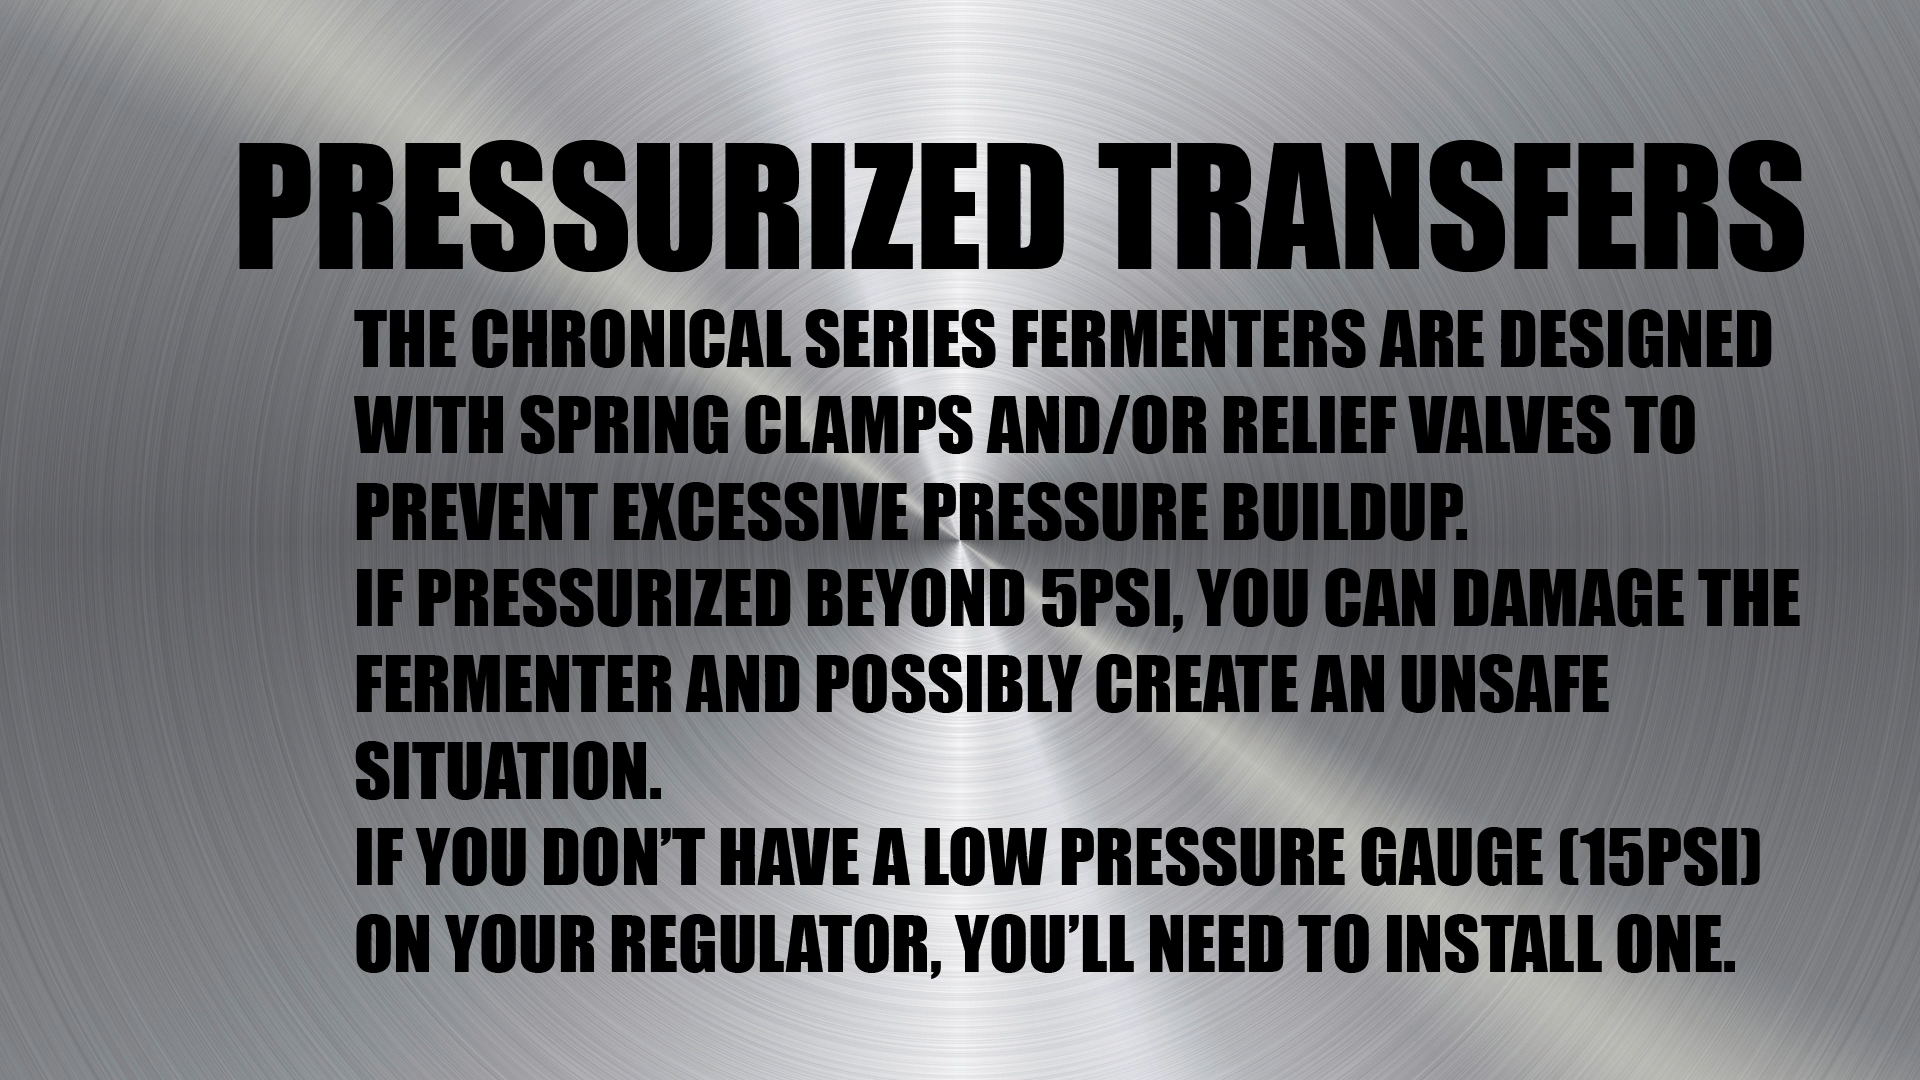 PRESSURIZED TRANSFERS
THE CHRONICAL SERIES FERMENTERS ARE DESIGNED
WITH SPRING CLAMPS AND/OR RELIEF VALVES TO
PREVENT EXCESSIVE PRESSURE BUILDUP.
IF PRESSURIZED BEYOND 5PSI, YOU CAN DAMAGE THE
FERMENTER AND POSSIBLY CREATE AN UNSAFE
SITUATION.
IF YOU DON’T HAVE A LOW PRESSURE GAUGE (15PSI)
ON YOUR REGULATOR, YOU’LL NEED TO INSTALL ONE.